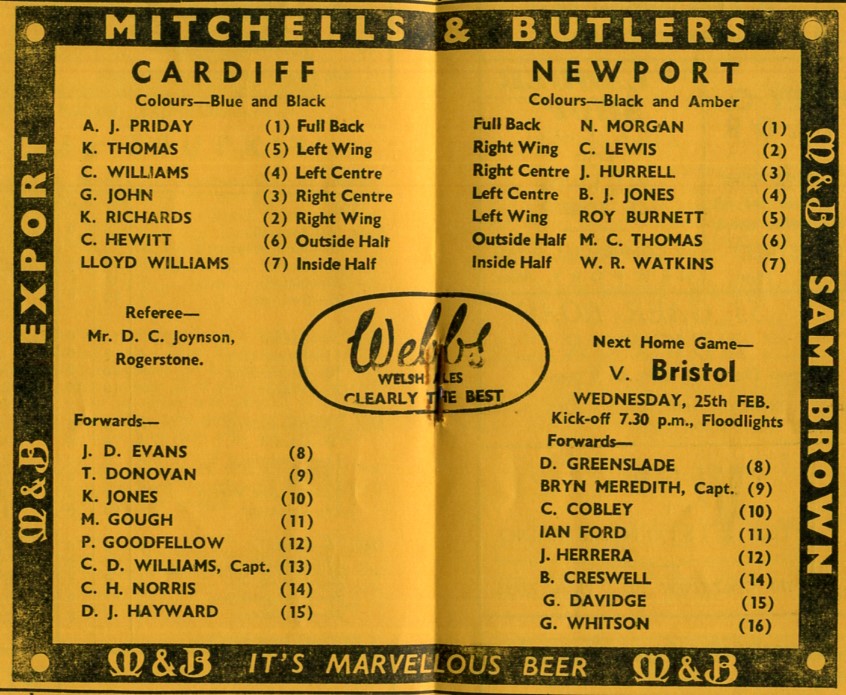 MITCHELLS & BUTLERS
EXPORT
M&B
CARDIFF
Colours—Blue and Black
A. J. PRIDAY (1) Full Back
K. THOMAS (5) Left Wing
C. WILLIAMS (4) Left Centre
G. JOHN (3) Right Centre
K. RICHARDS (2) Right Wing
C. HEWITT (6) Outside Half
LLOYD WILLIAMS (7) Inside Half
Referee—
Mr. D. C. Joynson,
Rogerstone.
Forwards—
J. D. EVANS (8)
T. DONOVAN (9)
K. JONES (10)
M. GOUGH (11)
P. GOODFELLOW (12)
C. D. WILLIAMS, Capt. (13)
C. H. NORRIS (14)
D. J. HAYWARD (15)
Webbs
WELSH ALES
CLEARLY THE BEST
NEWPORT
Colours—Black and Amber
Full Back N. MORGAN (1)
Right Wing C. LEWIS (2)
Right Centre J. HURRELL (3)
Left Centre B. J. JONES (4)
Left Wing ROY BURNETT (5)
Outside Half M. C. THOMAS (6)
Inside Half W. R. WATKINS (7)
Next Home Game—
V. Bristol
WEDNESDAY, 25th FEB.
Kick-off 7.30 p.m., Floodlights
Forwards—
D. GREENSLADE (8)
BRYN MEREDITH, Capt. (9)
C. COBLEY (10)
IAN FORD (11)
J. HERRERA (12)
B. CRESWELL (14)
G. DAVIDGE (15)
G. WHITSON (16)
M&B
SAM BROWN
M&B IT'S MARVELLOUS BEER M&B